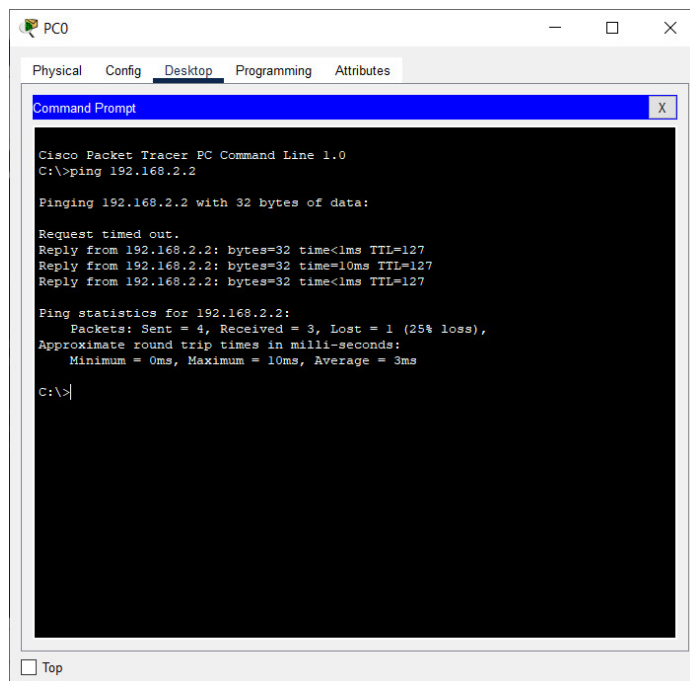 PC0
Physical Config Desktop Programming Attributes
Command Prompt X
Cisco Packet Tracer PC Command Line 1.0
C:\>ping 192.168.2.2
Pinging 192.168.2.2 with 32 bytes of data:
Request timed out.
Reply from 192.168.2.2: bytes=32 time<1ms TTL=127
Reply from 192.168.2.2: bytes=32 time=10ms TTL=127
Reply from 192.168.2.2: bytes=32 time<1ms TTL=127
Ping statistics for 192.168.2.2:
Packets: Sent = 4, Received = 3, Lost = 1 (25% loss),
Approximate round trip times in milli-seconds:
Minimum = 0ms, Maximum = 10ms, Average = 3ms
C:\>
Top